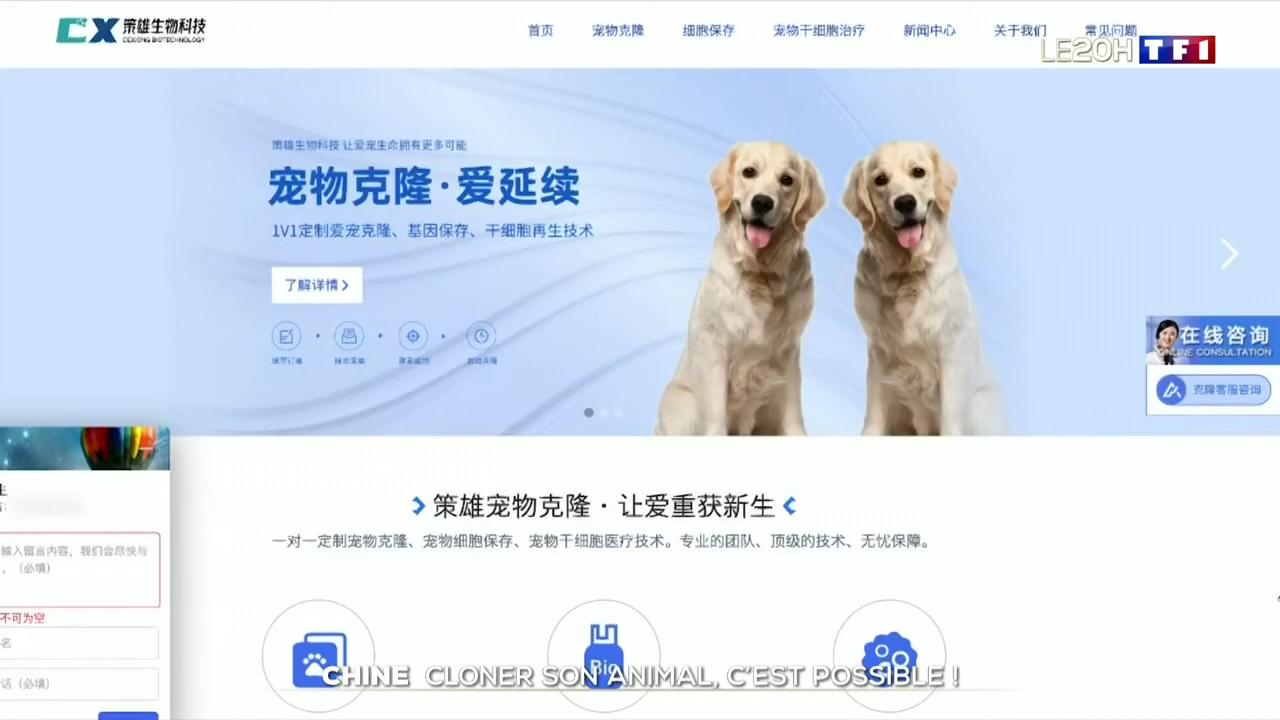 CX 策雄生物科技
CEXIONG BIOTECHNOLOGY
首页 宠物克隆 细胞保存 宠物干细胞治疗 新闻中心 关于我们 常见问题
LE20H TF1
策雄生物科技 让爱宠生命拥有更多可能
宠物克隆·爱延续
1V1定制爱宠克隆、基因保存、干细胞再生技术
了解详情
在线咨询
ONLINE CONSULTATION
克隆客服咨询
策雄宠物克隆·让爱重获新生
一对一定制宠物克隆、宠物细胞保存、宠物干细胞医疗技术。专业的团队、顶级的技术、无忧保障。
生
输入留言内容，我们会尽快与
。（必填）
不可为空
名
话（必填）
Bio
CHINE CLONER SON ANIMAL, C'EST POSSIBLE !